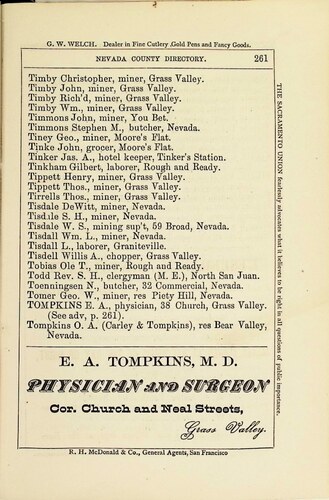 G. W. WELCH. Dealer in Fine Cutlery ,Gold Pens and Fancy Goods.
NEVADA COUNTY DIRECTORY. 261
Timby Christopher, miner, Grass Valley.
Timby John, miner, Grass Valley.
Timby Rich'd, miner, Grass Valley.
Timby Wm., miner, Grass Valley.
Timmons John, miner, You Bet.
Timmons Stephen M., butcher, Nevada.
Tiney Geo., miner, Moore's Flat.
Tinke John, grocer, Moore's Flat.
Tinker Jas. A., hotel keeper, Tinker's Station.
Tinkham Gilbert, laborer, Rough and Ready.
Tippett Henry, miner, Grass Valley.
Tippett Thos., miner, Grass Valley.
Tirrells Thos., miner, Grass Valley.
Tisdale DeWitt, miner, Nevada.
Tisdale S. H., miner, Nevada.
Tisdale W. S., mining sup't, 59 Broad, Nevada.
Tisdall Wm. L., miner, Nevada.
Tisdall L., laborer, Graniteville.
Tisdell Willis A., chopper, Grass Valley.
Tobias Ole T., miner, Rough and Ready.
Todd Rev. S. H., clergyman (M. E.), North San Juan.
Toenningsen N., butcher, 32 Commercial, Nevada.
Tomer Geo. W., miner, res Piety Hill, Nevada.
TOMPKINS E. A., physician, 38 Church, Grass Valley.
(See adv, p. 261).
Tompkins O. A. (Carley & Tompkins), res Bear Valley,
Nevada.
E. A. TOMPKINS, M. D.
PHYSICIAN AND SURGEON
Cor. Church and Neal Streets,
Grass Valley.
R. H. McDonald & Co., General Agents, San Francisco
THE SACRAMENTO UNION fearlessly advocates what it believes to be right in all questions of public importance.